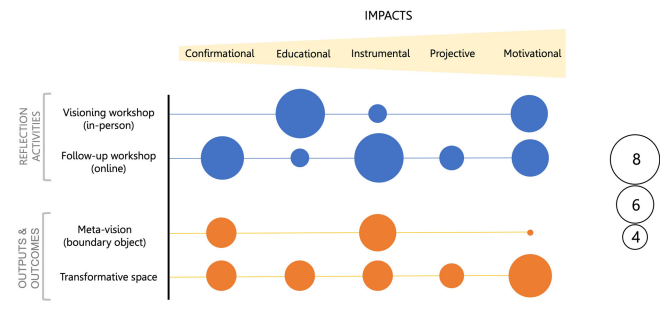 IMPACTS
Confirmational Educational Instrumental Projective Motivational
REFLECTION
ACTIVITIES
Visioning workshop
(in-person)
Follow-up workshop
(online)
OUTPUTS &
OUTCOMES
Meta-vision
(boundary object)
Transformative space
8
6
4